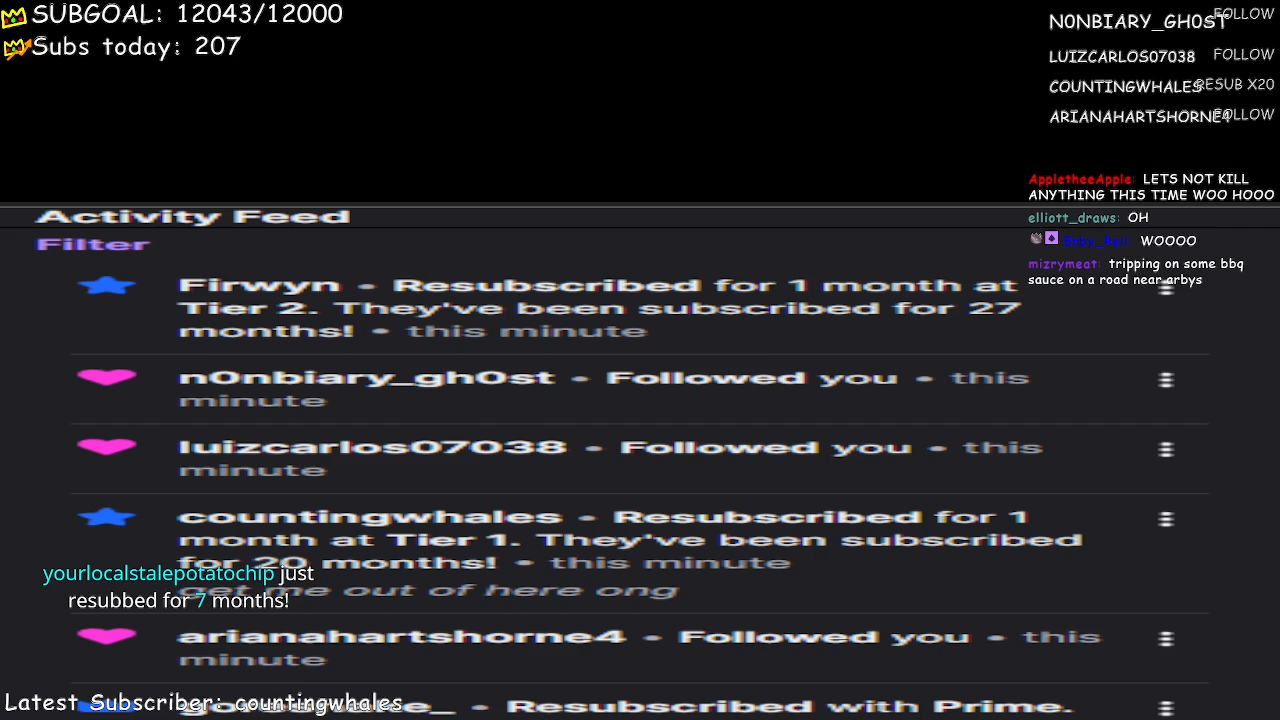 SUBGOAL: 12043/12000
Subs today: 207
N0NBIARY_GH0ST FOLLOW
LUIZCARLOS07038 FOLLOW
COUNTINGWHALES RESUB X20
ARIANAHARTSHORNE4 FOLLOW
AppletheeApple: LETS NOT KILL
ANYTHING THIS TIME WOO HOOO
elliott_draws: OH
WOOOO
mizrymeat: tripping on some bbq
sauce on a road near arbys
Activity Feed
Filter
Firwyn • Resubscribed for 1 month at
Tier 2. They've been subscribed for 27
months! • this minute
n0nbiary_gh0st • Followed you • this
minute
luizcarlos07038 • Followed you • this
minute
countingwhales • Resubscribed for 1
month at Tier 1. They've been subscribed
for 20 months! • this minute
get me out of here ong
yourlocalstalepotatochip just
resubbed for 7 months!
arianahartshorne4 • Followed you • this
minute
• Resubscribed with Prime.
Latest Subscriber: countingwhales